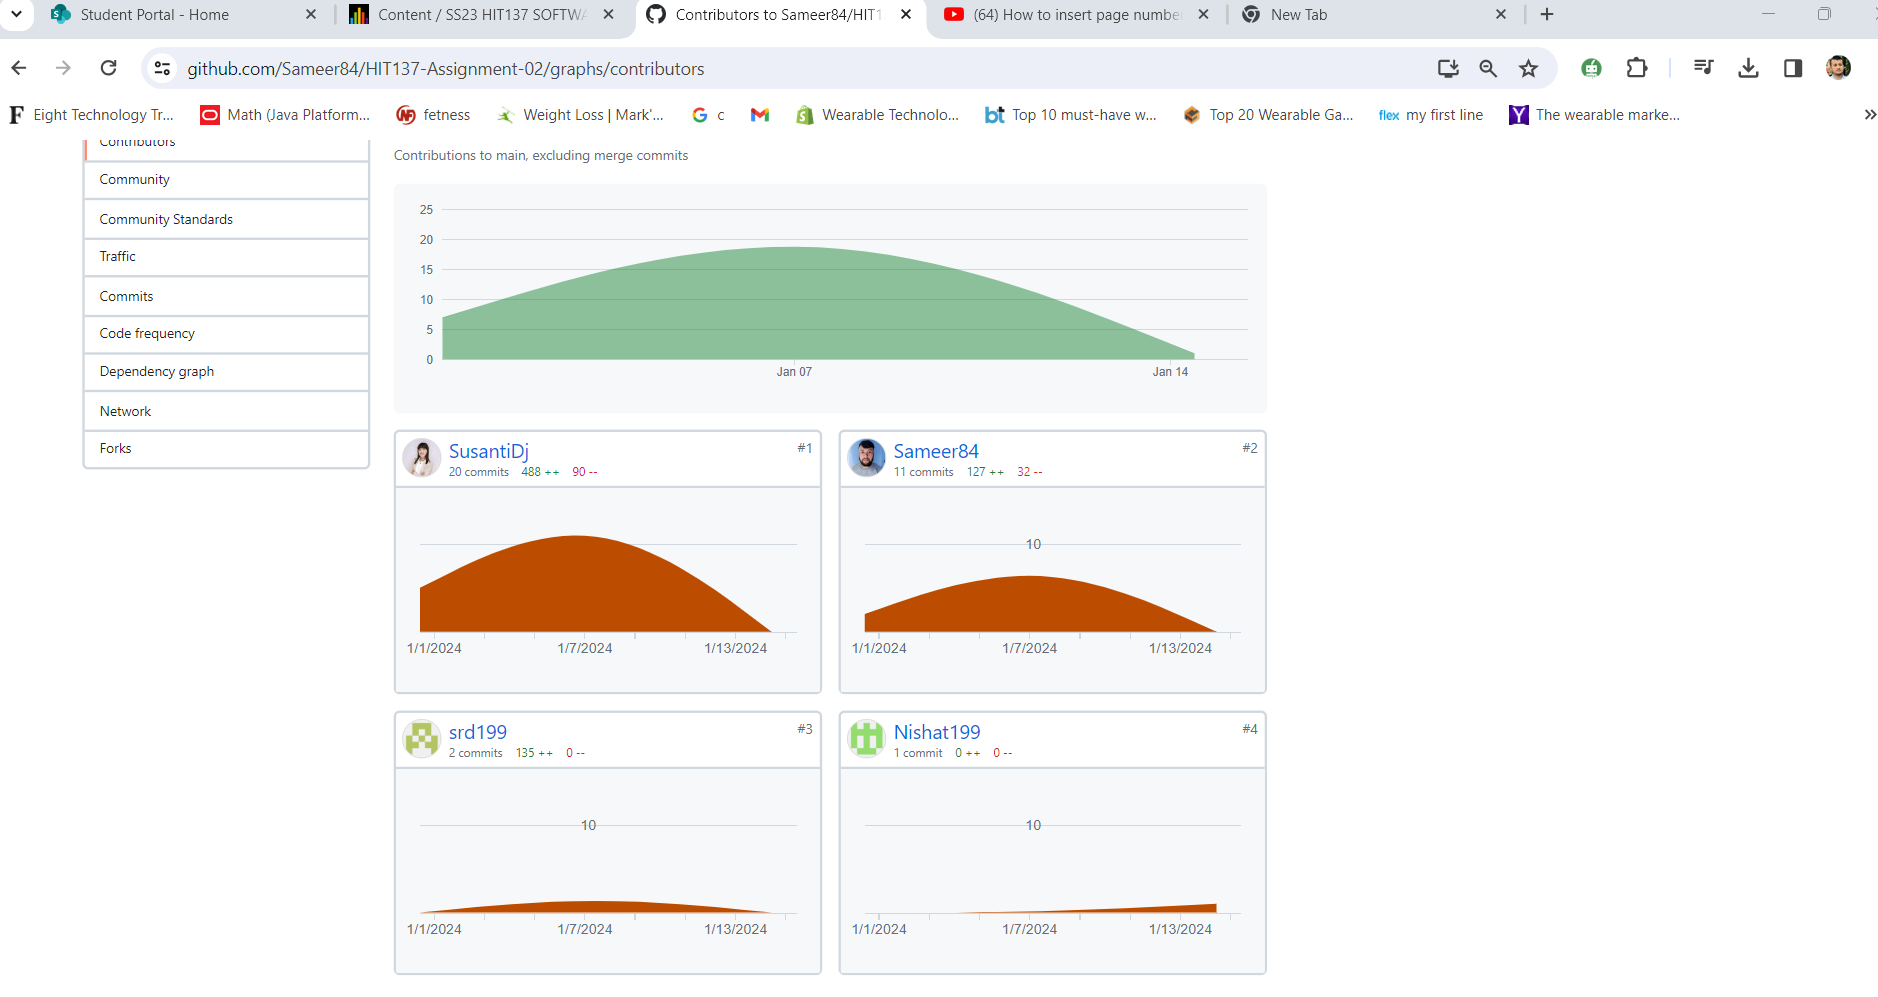 Student Portal - Home
Content / SS23 HIT137 SOFTWA
Contributors to Sameer84/HIT1
(64) How to insert page number
New Tab
github.com/Sameer84/HIT137-Assignment-02/graphs/contributors
Eight Technology Tr...
Math (Java Platform...
fetness
Weight Loss | Mark'...
c
Wearable Technolo...
bt Top 10 must-have w...
Top 20 Wearable Ga...
flex my first line
The wearable marke...
Contributors
Community
Community Standards
Traffic
Commits
Code frequency
Dependency graph
Network
Forks
Contributions to main, excluding merge commits
25
20
15
10
5
0
Jan 07 Jan 14
SusantiDj #1
20 commits 488 ++ 90 --
1/1/2024 1/7/2024 1/13/2024
Sameer84 #2
11 commits 127 ++ 32 --
10
1/1/2024 1/7/2024 1/13/2024
srd199 #3
2 commits 135 ++ 0 --
10
1/1/2024 1/7/2024 1/13/2024
Nishat199 #4
1 commit 0 ++ 0 --
10
1/1/2024 1/7/2024 1/13/2024